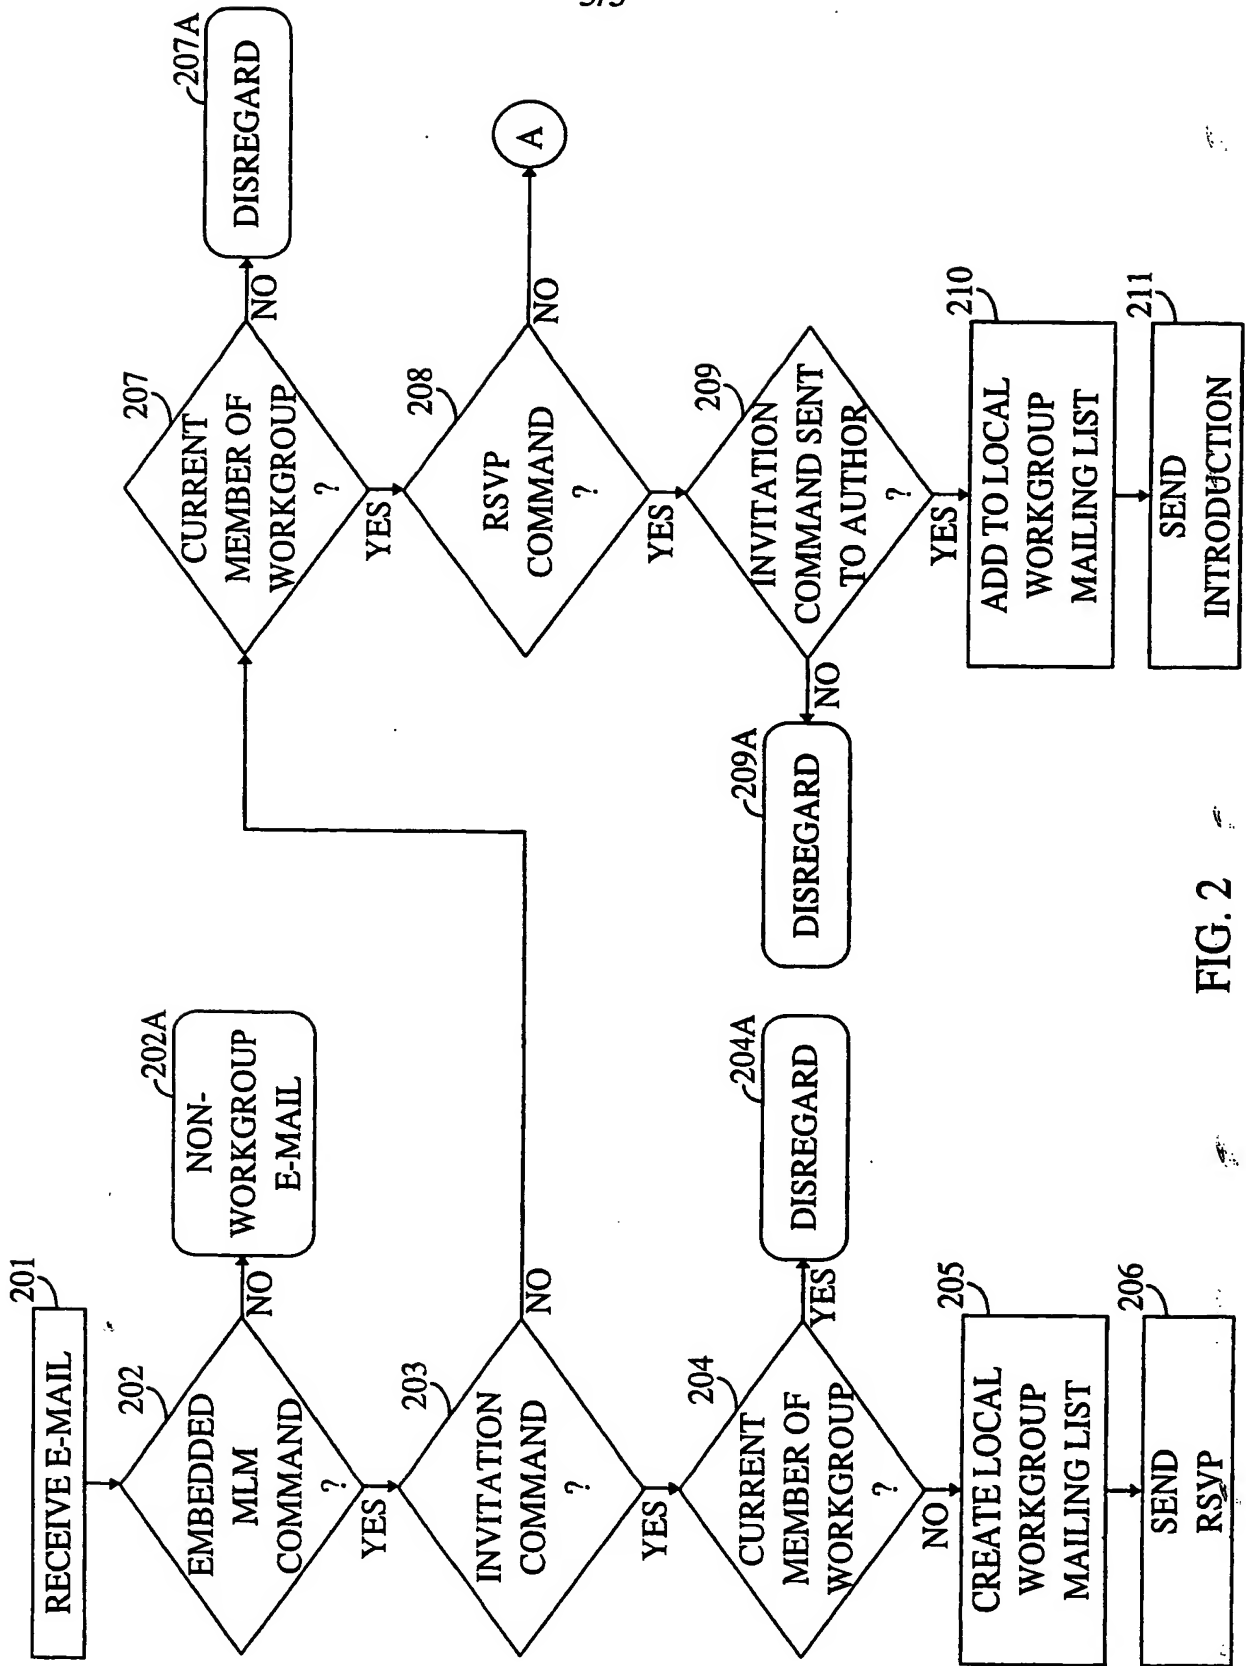 201
RECEIVE E-MAIL
202
EMBEDDED
MLM
COMMAND
?
NO
202A
NON-
WORKGROUP
E-MAIL
YES
203
INVITATION
COMMAND
?
NO
YES
204
CURRENT
MEMBER OF
WORKGROUP
?
YES
204A
DISREGARD
NO
205
CREATE LOCAL
WORKGROUP
MAILING LIST
206
SEND
RSVP
207
CURRENT
MEMBER OF
WORKGROUP
?
NO
207A
DISREGARD
YES
208
RSVP
COMMAND
?
NO
A
YES
209
INVITATION
COMMAND SENT
TO AUTHOR
?
NO
209A
DISREGARD
YES
210
ADD TO LOCAL
WORKGROUP
MAILING LIST
211
SEND
INTRODUCTION
FIG. 2